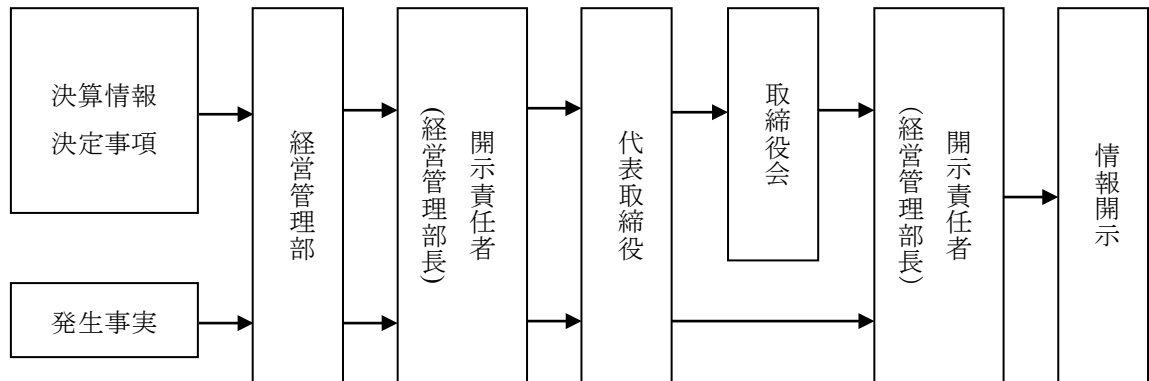 決算情報
決定事項
発生事実
経営管理部
開示責任者
(経営管理部長)
代表取締役
取締役会
開示責任者
(経営管理部長)
情報開示